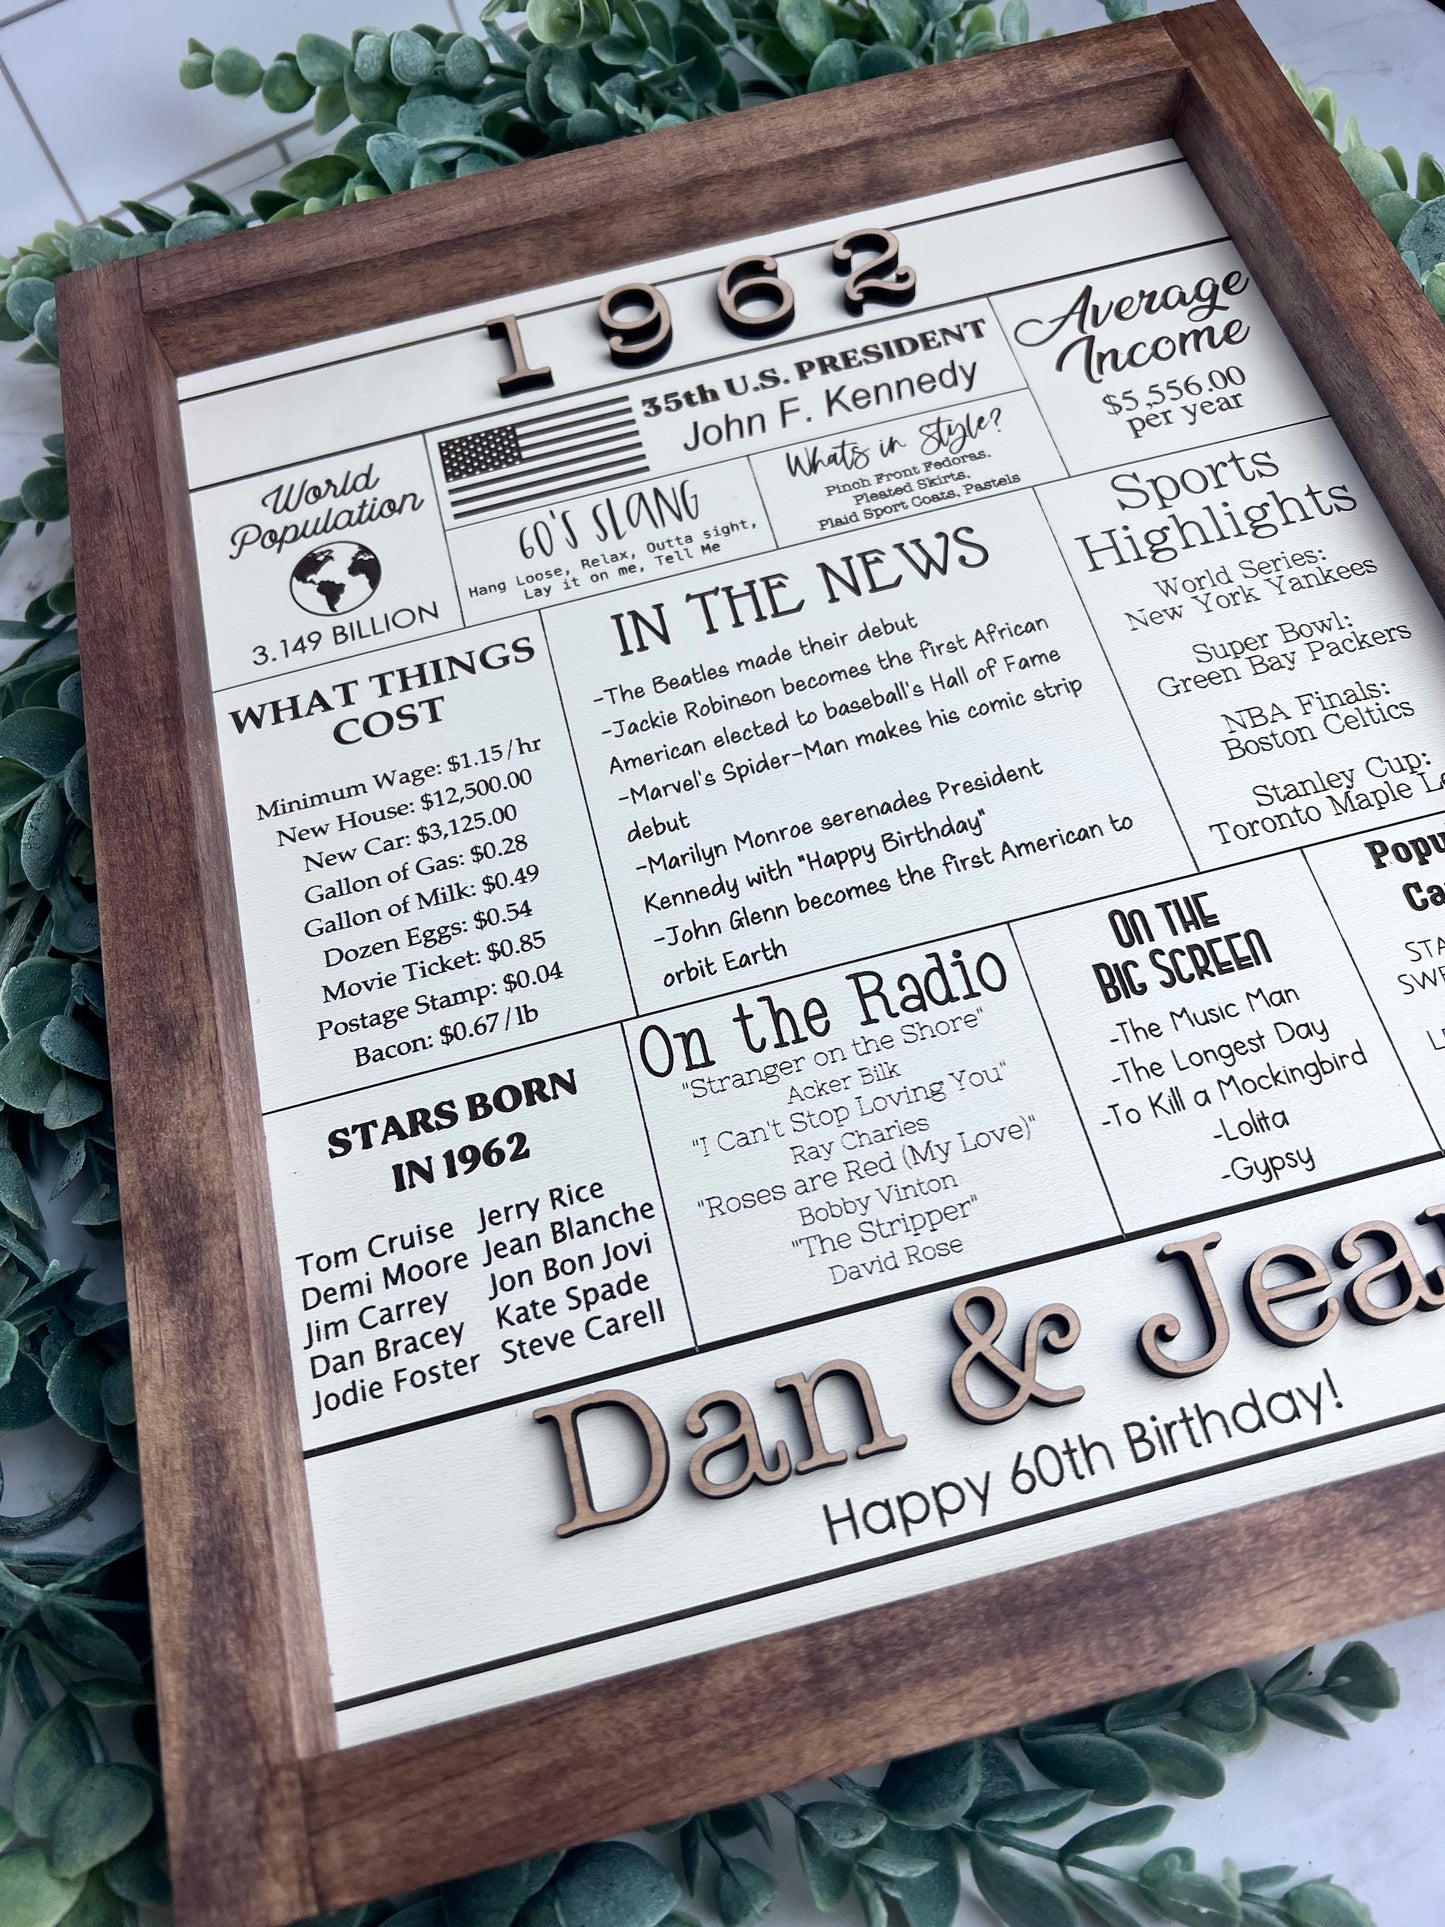 1962
World
Population
3.149 BILLION
35th U.S. PRESIDENT
John F. Kennedy
60'S SLANG
Hang Loose, Relax, Outta sight,
Lay it on me, Tell Me
Whats in Style?
Pinch Front Fedoras,
Pleated Skirts,
Plaid Sport Coats, Pastels
Average
Income
$5,556.00
per year
WHAT THINGS
COST
Minimum Wage: $1.15/hr
New House: $12,500.00
New Car: $3,125.00
Gallon of Gas: $0.28
Gallon of Milk: $0.49
Dozen Eggs: $0.54
Movie Ticket: $0.85
Postage Stamp: $0.04
Bacon: $0.67/lb
IN THE NEWS
-The Beatles made their debut
-Jackie Robinson becomes the first African
American elected to baseball's Hall of Fame
-Marvel's Spider-Man makes his comic strip
debut
-Marilyn Monroe serenades President
Kennedy with "Happy Birthday"
-John Glenn becomes the first American to
orbit Earth
Sports
Highlights
World Series:
New York Yankees
Super Bowl:
Green Bay Packers
NBA Finals:
Boston Celtics
Stanley Cup:
Toronto Maple
STARS BORN
IN 1962
Tom Cruise Jerry Rice
Demi Moore Jean Blanche
Jim Carrey Jon Bon Jovi
Dan Bracey Kate Spade
Jodie Foster Steve Carell
On the Radio
"Stranger on the Shore"
Acker Bilk
"I Can't Stop Loving You"
Ray Charles
"Roses are Red (My Love)"
Bobby Vinton
"The Stripper"
David Rose
ON THE
BIG SCREEN
-The Music Man
-The Longest Day
-To Kill a Mockingbird
-Lolita
-Gypsy
Dan & Jea
Happy 60th Birthday!